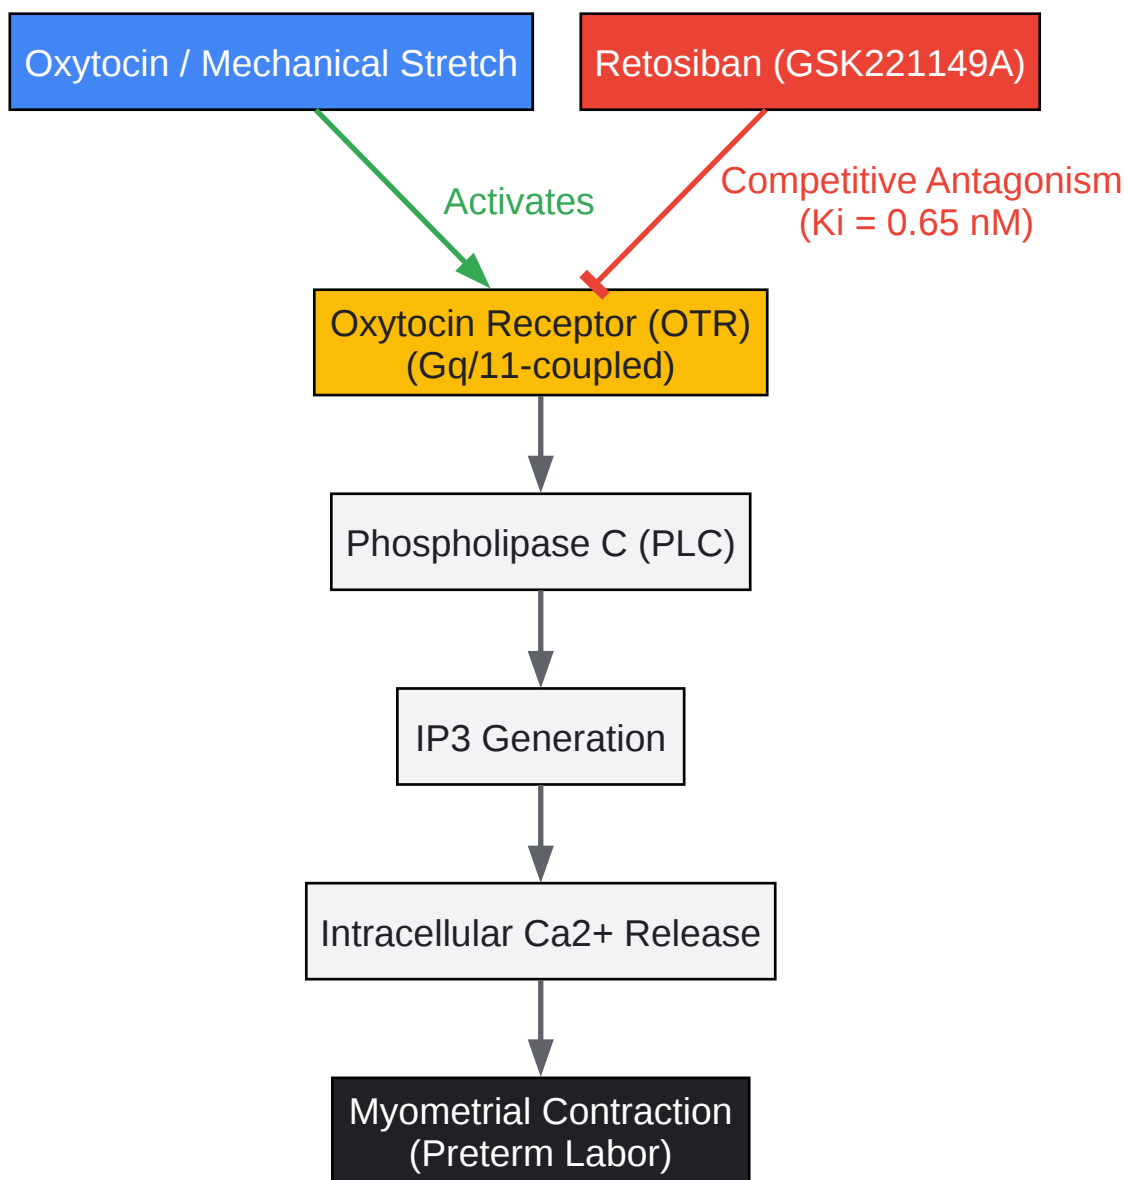 Oxytocin / Mechanical Stretch
Retosiban (GSK221149A)
Activates
Competitive Antagonism
(Ki = 0.65 nM)
Oxytocin Receptor (OTR)
(Gq/11-coupled)
Phospholipase C (PLC)
IP3 Generation
Intracellular Ca2+ Release
Myometrial Contraction
(Preterm Labor)